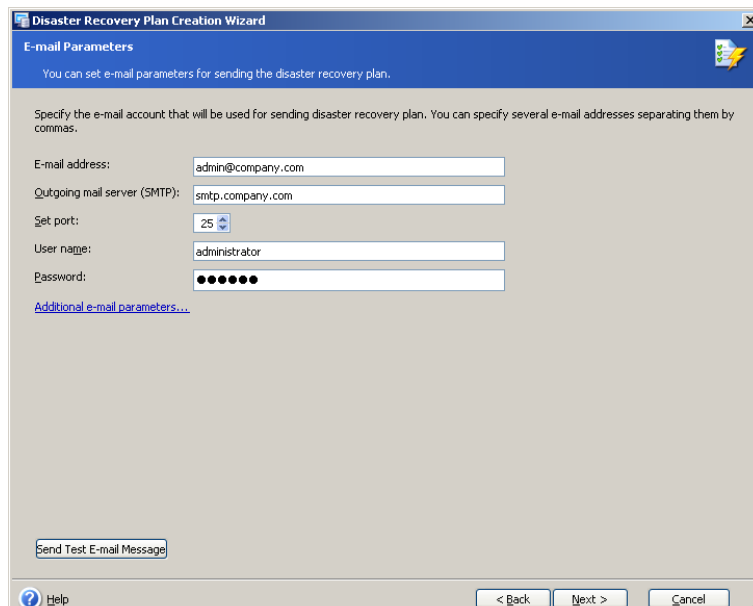 Disaster Recovery Plan Creation Wizard
E-mail Parameters
You can set e-mail parameters for sending the disaster recovery plan.
Specify the e-mail account that will be used for sending disaster recovery plan. You can specify several e-mail addresses separating them by
commas.
E-mail address: admin@company.com
Outgoing mail server (SMTP): smtp.company.com
Set port: 25
User name: administrator
Password: ●●●●●●
Additional e-mail parameters...
Send Test E-mail Message
Help < Back Next > Cancel